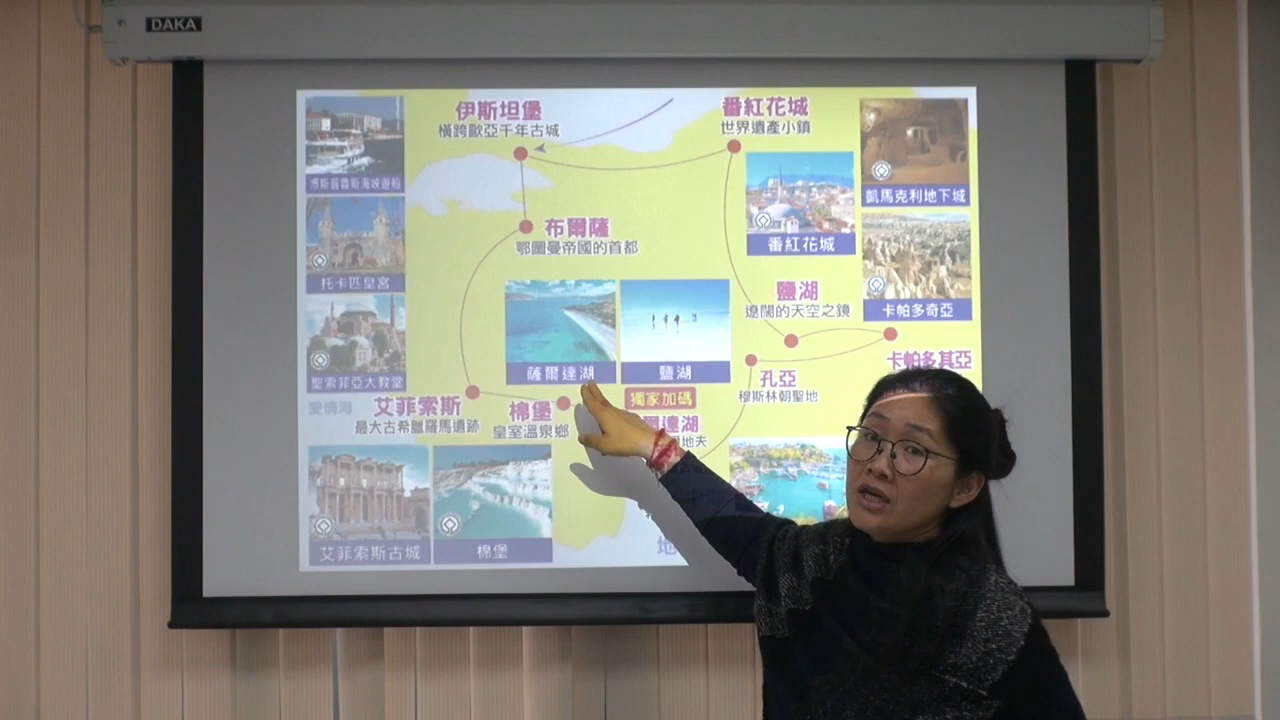 DAKA
伊斯坦堡
橫跨歐亞千年古城
番紅花城
世界遺產小鎮
博斯普魯斯海峽遊船
凱馬克利地下城
布爾薩
鄂圖曼帝國的首都
番紅花城
托卡匹皇宮
鹽湖
遼闊的天空之鏡
卡帕多奇亞
卡帕多其亞
薩爾達湖
鹽湖
孔亞
穆斯林朝聖地
聖索菲亞大教堂
愛情海
艾菲索斯
最大古希臘羅馬遺跡
棉堡
皇室溫泉鄉
獨家加碼
爾達湖
地夫
艾菲索斯古城
棉堡
地